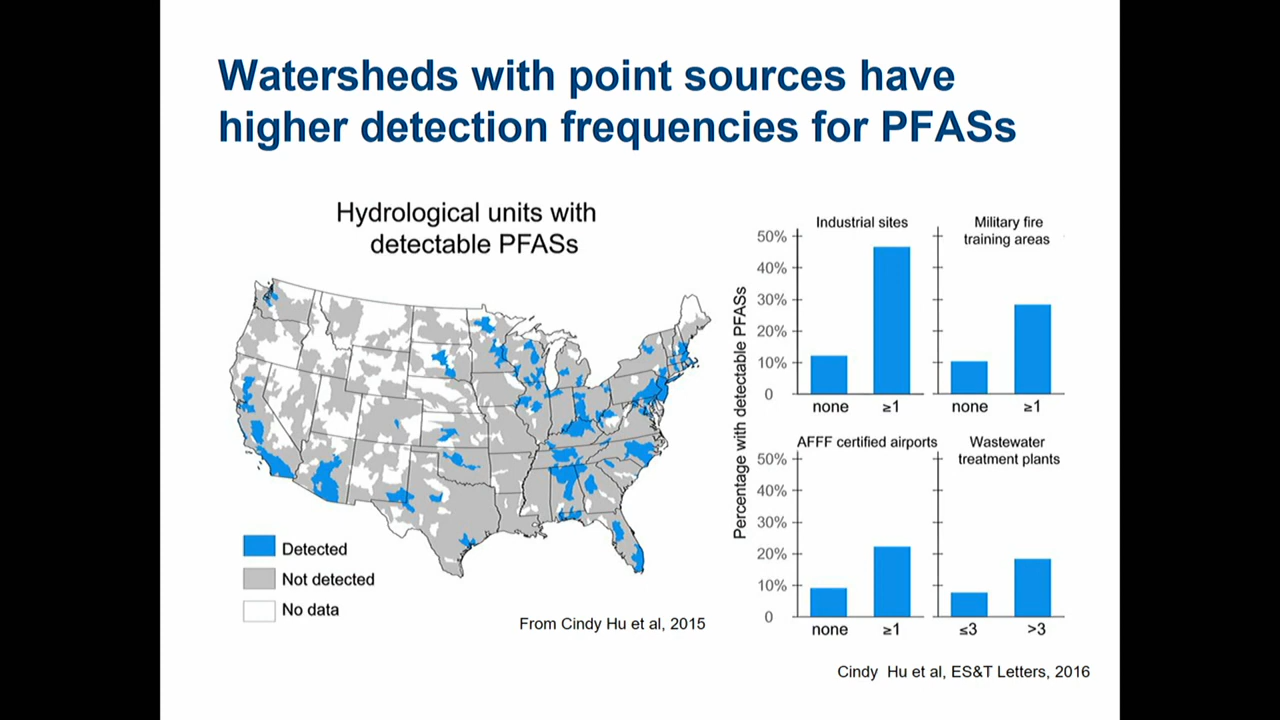 Watersheds with point sources have
higher detection frequencies for PFASs
Hydrological units with
detectable PFASs
Detected
Not detected
No data
From Cindy Hu et al, 2015
Percentage with detectable PFASs
Industrial sites
50%
40%
30%
20%
10%
0
none
≥1
Military fire
training areas
none
≥1
AFFF certified airports
50%
40%
30%
20%
10%
0
none
≥1
Wastewater
treatment plants
≤3
>3
Cindy Hu et al, ES&T Letters, 2016